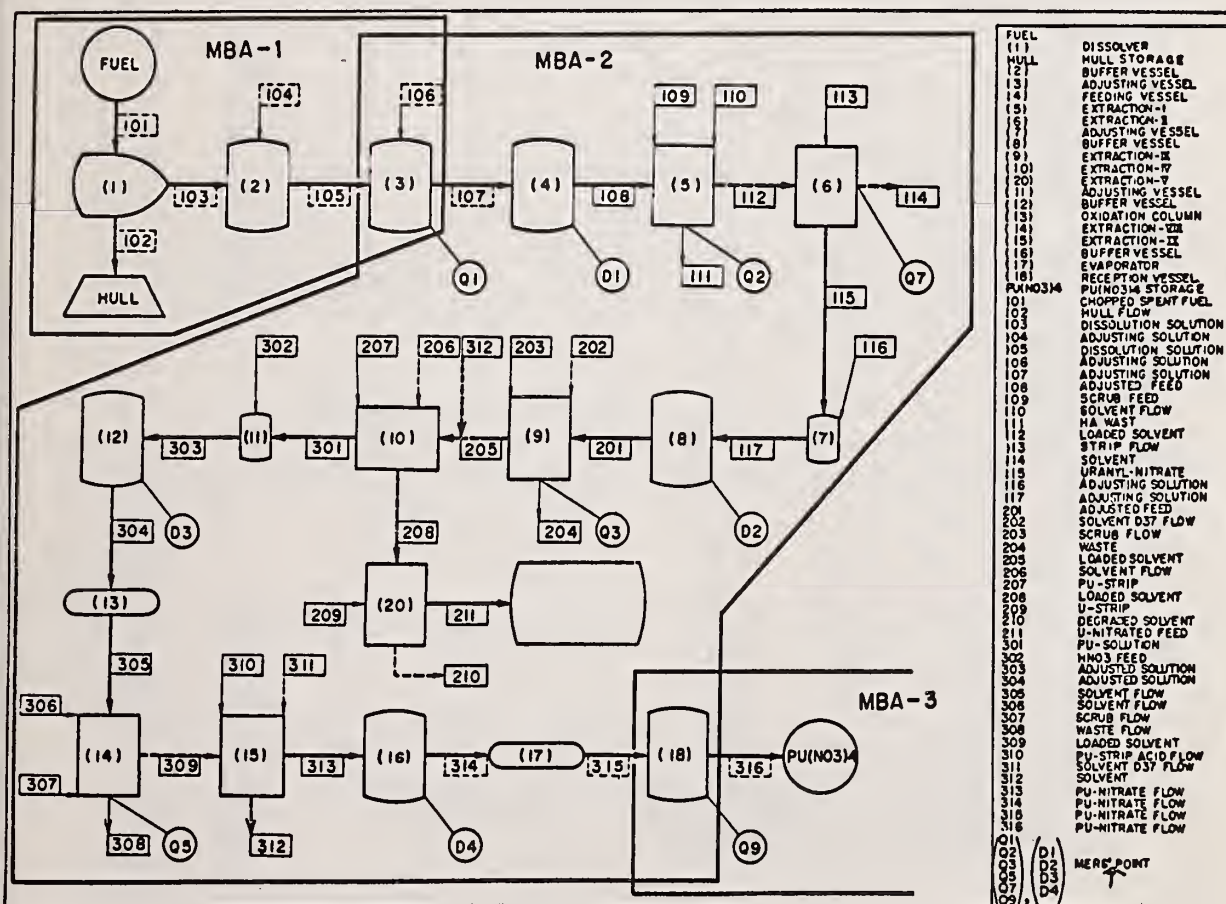 MBA-1
MBA-2
FUEL
104
106
109
110
113
101
(1)
103
(2)
105
(3)
107
(4)
108
(5)
112
(6)
114
102
Q1
D1
111
Q2
Q7
HULL
115
302
207
206
312
203
202
116
(12)
303
(11)
301
(10)
205
(9)
201
(8)
117
(7)
304
D3
208
204
Q3
D2
(13)
209
(20)
211
305
210
310
311
MBA-3
306
(14)
309
(15)
313
(16)
314
(17)
315
(18)
316
PU(NO3)4
307
308
Q5
312
D4
Q9
FUEL
(1) DISSOLVER
HULL HULL STORAGE
(2) BUFFER VESSEL
(3) ADJUSTING VESSEL
(4) FEEDING VESSEL
(5) EXTRACTION-I
(6) EXTRACTION-II
(7) ADJUSTING VESSEL
(8) BUFFER VESSEL
(9) EXTRACTION-IX
(10) EXTRACTION-IV
(20) EXTRACTION-V
(11) ADJUSTING VESSEL
(12) BUFFER VESSEL
(13) OXIDATION COLUMN
(14) EXTRACTION-VIII
(15) EXTRACTION-IX
(16) BUFFER VESSEL
(17) EVAPORATOR
(18) RECEPTION VESSEL
PU(NO3)4 PU(NO3)4 STORAGE
101 CHOPPED SPENT FUEL
102 HULL FLOW
103 DISSOLUTION SOLUTION
104 ADJUSTING SOLUTION
105 DISSOLUTION SOLUTION
106 ADJUSTING SOLUTION
107 ADJUSTING SOLUTION
108 ADJUSTED FEED
109 SCRUB FEED
110 SOLVENT FLOW
111 HA WAST
112 LOADED SOLVENT
113 STRIP FLOW
114 SOLVENT
115 URANYL-NITRATE
116 ADJUSTING SOLUTION
117 ADJUSTING SOLUTION
201 ADJUSTED FEED
202 SOLVENT D37 FLOW
203 SCRUB FLOW
204 WASTE
205 LOADED SOLVENT
206 SOLVENT FLOW
207 PU-STRIP
208 LOADED SOLVENT
209 U-STRIP
210 DEGRADED SOLVENT
211 U-NITRATED FEED
301 PU-SOLUTION
302 HNO3 FEED
303 ADJUSTED SOLUTION
304 ADJUSTED SOLUTION
305 SOLVENT FLOW
306 SOLVENT FLOW
307 SCRUB FLOW
308 WASTE FLOW
309 LOADED SOLVENT
310 PU-STRIP ACID FLOW
311 SOLVENT D37 FLOW
312 SOLVENT
313 PU-NITRATE FLOW
314 PU-NITRATE FLOW
315 PU-NITRATE FLOW
316 PU-NITRATE FLOW
Q1
Q2 D1
Q3 D2 POINT
Q5 D3
Q7 D4
Q9